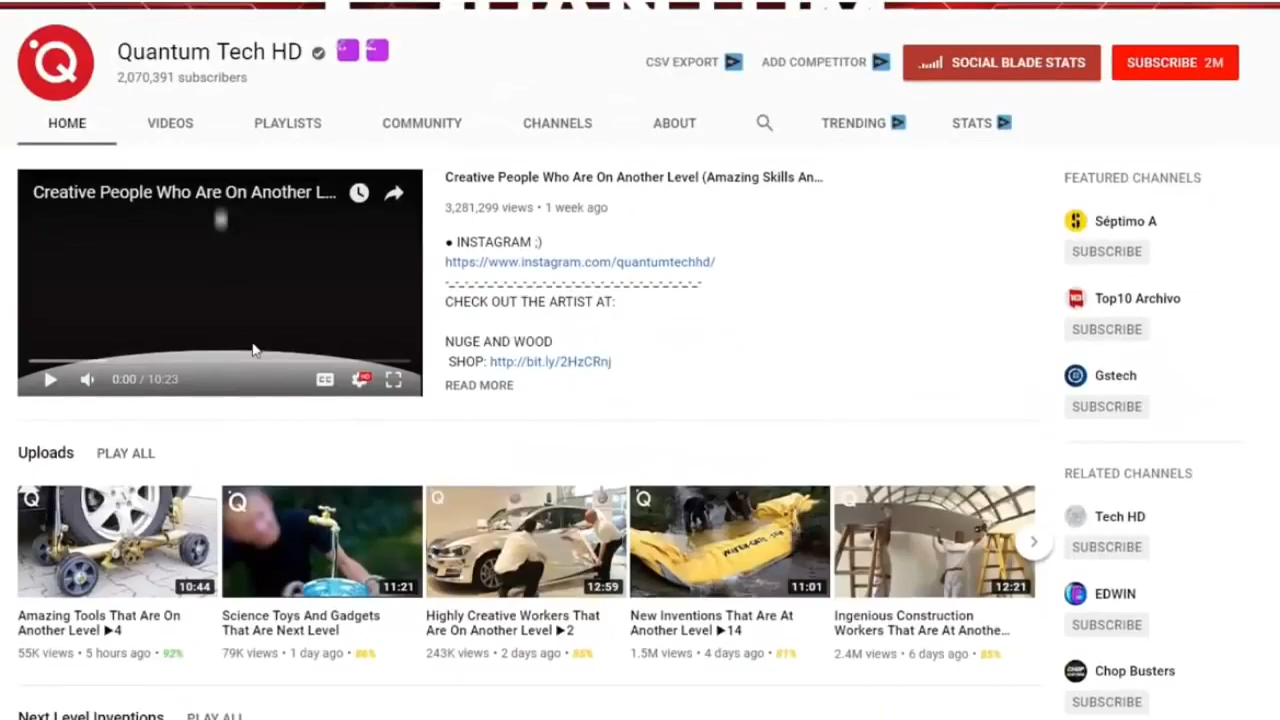 Quantum Tech HD
2,070,391 subscribers
CSV EXPORT
ADD COMPETITOR
SOCIAL BLADE STATS
SUBSCRIBE 2M
HOME
VIDEOS
PLAYLISTS
COMMUNITY
CHANNELS
ABOUT
TRENDING
STATS
Creative People Who Are On Another L...
0:00 / 10:23
CC
HD
Creative People Who Are On Another Level (Amazing Skills An...
3,281,299 views • 1 week ago
● INSTAGRAM ;)
https://www.instagram.com/quantumtechhd/
- - - - - - - - - - - - - - - - - - - - - - - - - -
CHECK OUT THE ARTIST AT:
NUGE AND WOOD
SHOP: http://bit.ly/2HzCRnj
READ MORE
FEATURED CHANNELS
Séptimo A
SUBSCRIBE
Top10 Archivo
SUBSCRIBE
Gstech
SUBSCRIBE
RELATED CHANNELS
Tech HD
SUBSCRIBE
EDWIN
SUBSCRIBE
Chop Busters
SUBSCRIBE
Uploads PLAY ALL
10:44
Amazing Tools That Are On
Another Level ▶4
55K views • 5 hours ago • 92%
11:21
Science Toys And Gadgets
That Are Next Level
79K views • 1 day ago • 86%
12:59
Highly Creative Workers That
Are On Another Level ▶2
243K views • 2 days ago • 85%
11:01
New Inventions That Are At
Another Level ▶14
1.5M views • 4 days ago • 81%
12:21
Ingenious Construction
Workers That Are At Anothe...
2.4M views • 6 days ago • 85%
Next Level Inventions PLAY ALL